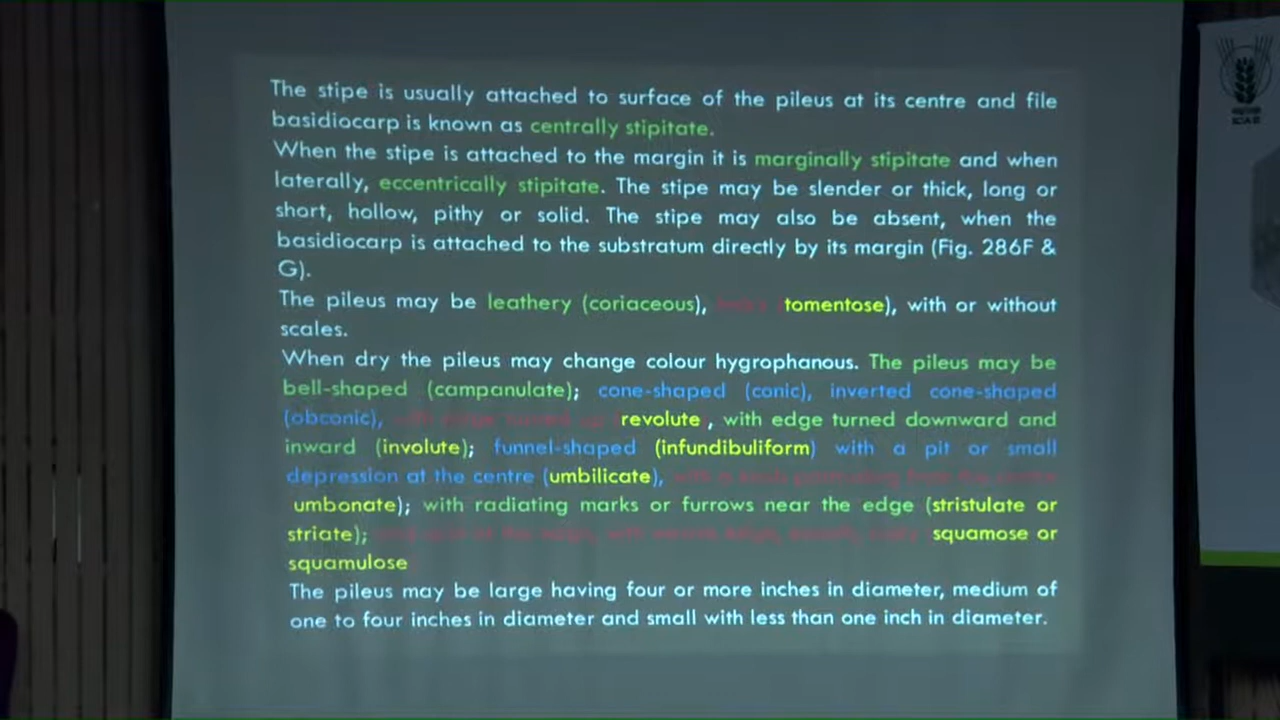 The stipe is usually attached to surface of the pileus at its centre and file
basidiocarp is known as centrally stipitate.
When the stipe is attached to the margin it is marginally stipitate and when
laterally, eccentrically stipitate. The stipe may be slender or thick, long or
short, hollow, pithy or solid. The stipe may also be absent, when the
basidiocarp is attached to the substratum directly by its margin (Fig. 286F &
G).
The pileus may be leathery (coriaceous), tomentose), with or without
scales.
When dry the pileus may change colour hygrophanous. The pileus may be
bell-shaped (campanulate); cone-shaped (conic), inverted cone-shaped
(obconic), revolute , with edge turned downward and
inward (involute); funnel-shaped (infundibuliform) with a pit or small
depression at the centre (umbilicate), with a knob protruding from the centre
umbonate); with radiating marks or furrows near the edge (stristulate or
striate); squamose or
squamulose
The pileus may be large having four or more inches in diameter, medium of
one to four inches in diameter and small with less than one inch in diameter.
ICAR